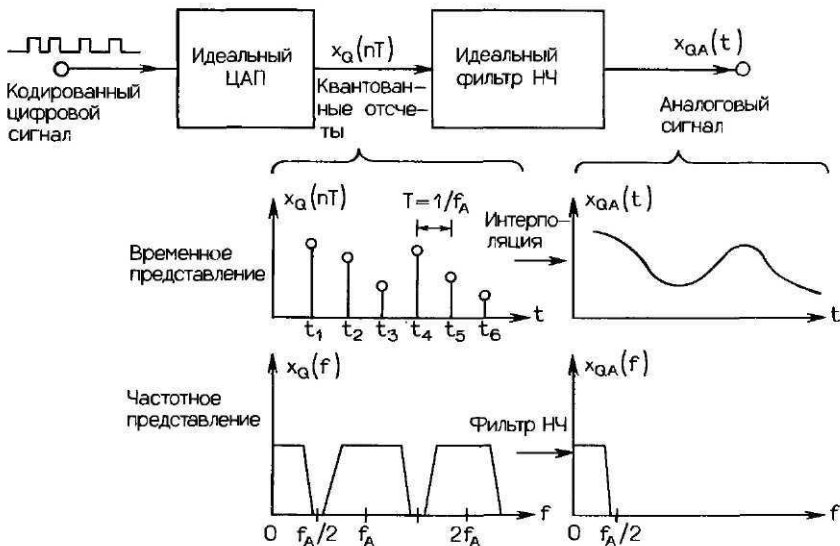 Кодированный
цифровой
сигнал
Идеальный
ЦАП
x_Q(nT)
Квантован-
ные отсче-
ты
Идеальный
фильтр НЧ
x_QA(t)
Аналоговый
сигнал
Временное
представление
x_Q(nT)
T=1/f_A
t_1 t_2 t_3 t_4 t_5 t_6 t
Интерпо-
ляция
x_QA(t)
t
Частотное
представление
x_Q(f)
0 f_A/2 f_A 2f_A f
Фильтр НЧ
x_QA(f)
0 f_A/2 f